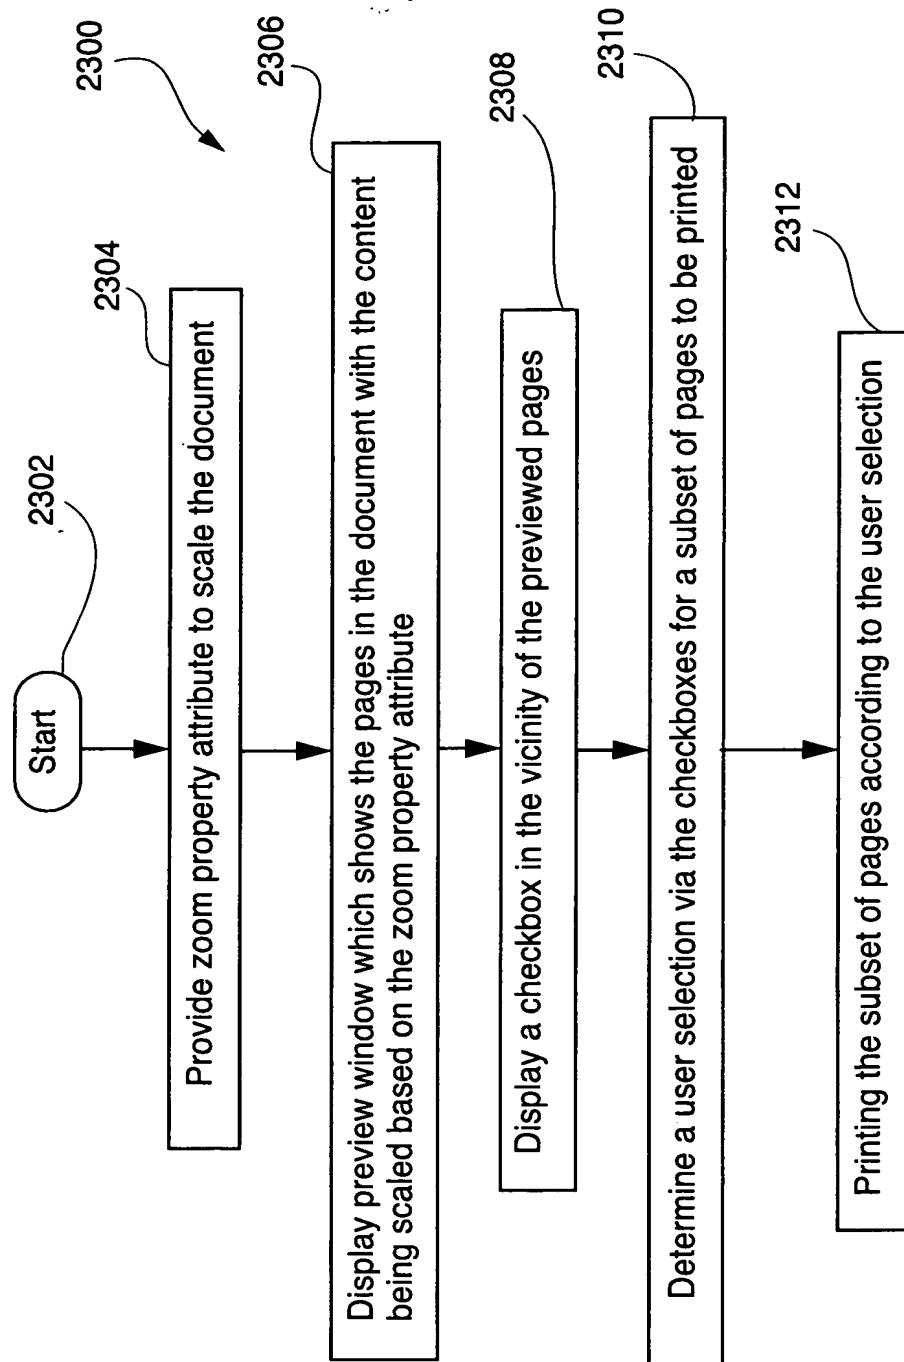 2300
Start
2302
Provide zoom property attribute to scale the document
2304
Display preview window which shows the pages in the document with the content
being scaled based on the zoom property attribute
2306
Display a checkbox in the vicinity of the previewed pages
2308
Determine a user selection via the checkboxes for a subset of pages to be printed
2310
Printing the subset of pages according to the user selection
2312